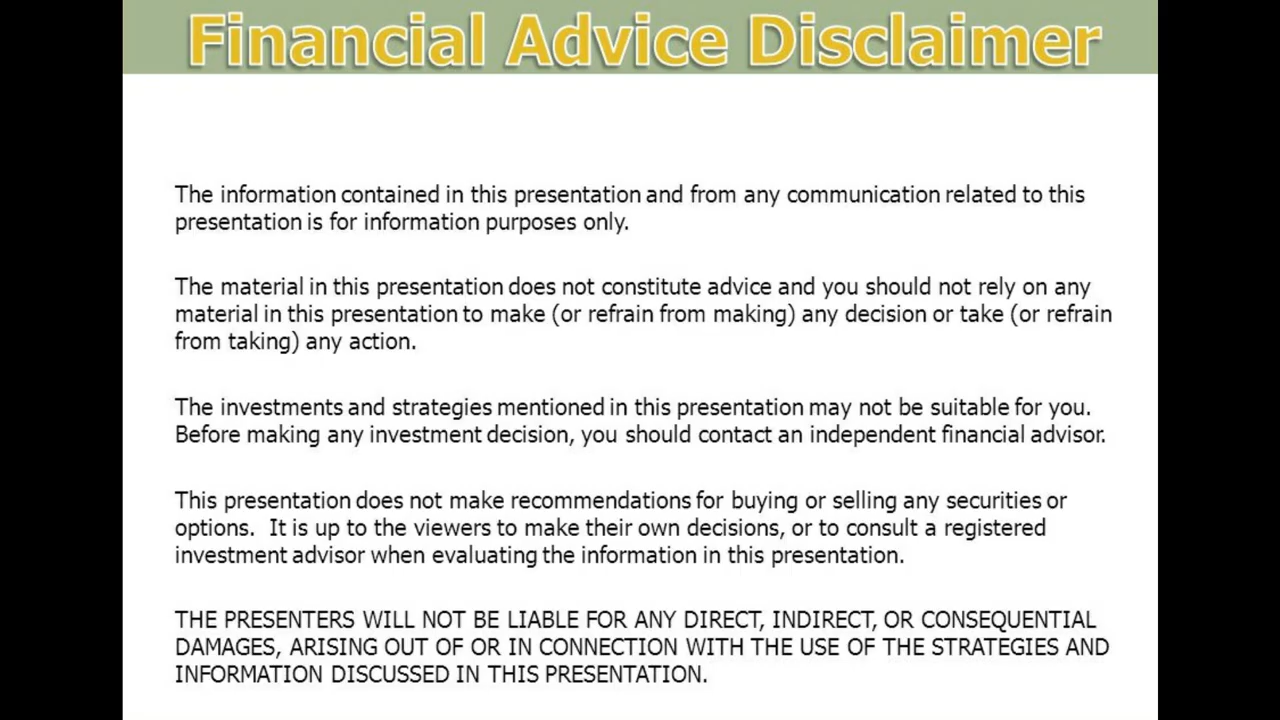 Financial Advice Disclaimer
The information contained in this presentation and from any communication related to this
presentation is for information purposes only.
The material in this presentation does not constitute advice and you should not rely on any
material in this presentation to make (or refrain from making) any decision or take (or refrain
from taking) any action.
The investments and strategies mentioned in this presentation may not be suitable for you.
Before making any investment decision, you should contact an independent financial advisor.
This presentation does not make recommendations for buying or selling any securities or
options.  It is up to the viewers to make their own decisions, or to consult a registered
investment advisor when evaluating the information in this presentation.
THE PRESENTERS WILL NOT BE LIABLE FOR ANY DIRECT, INDIRECT, OR CONSEQUENTIAL
DAMAGES, ARISING OUT OF OR IN CONNECTION WITH THE USE OF THE STRATEGIES AND
INFORMATION DISCUSSED IN THIS PRESENTATION.